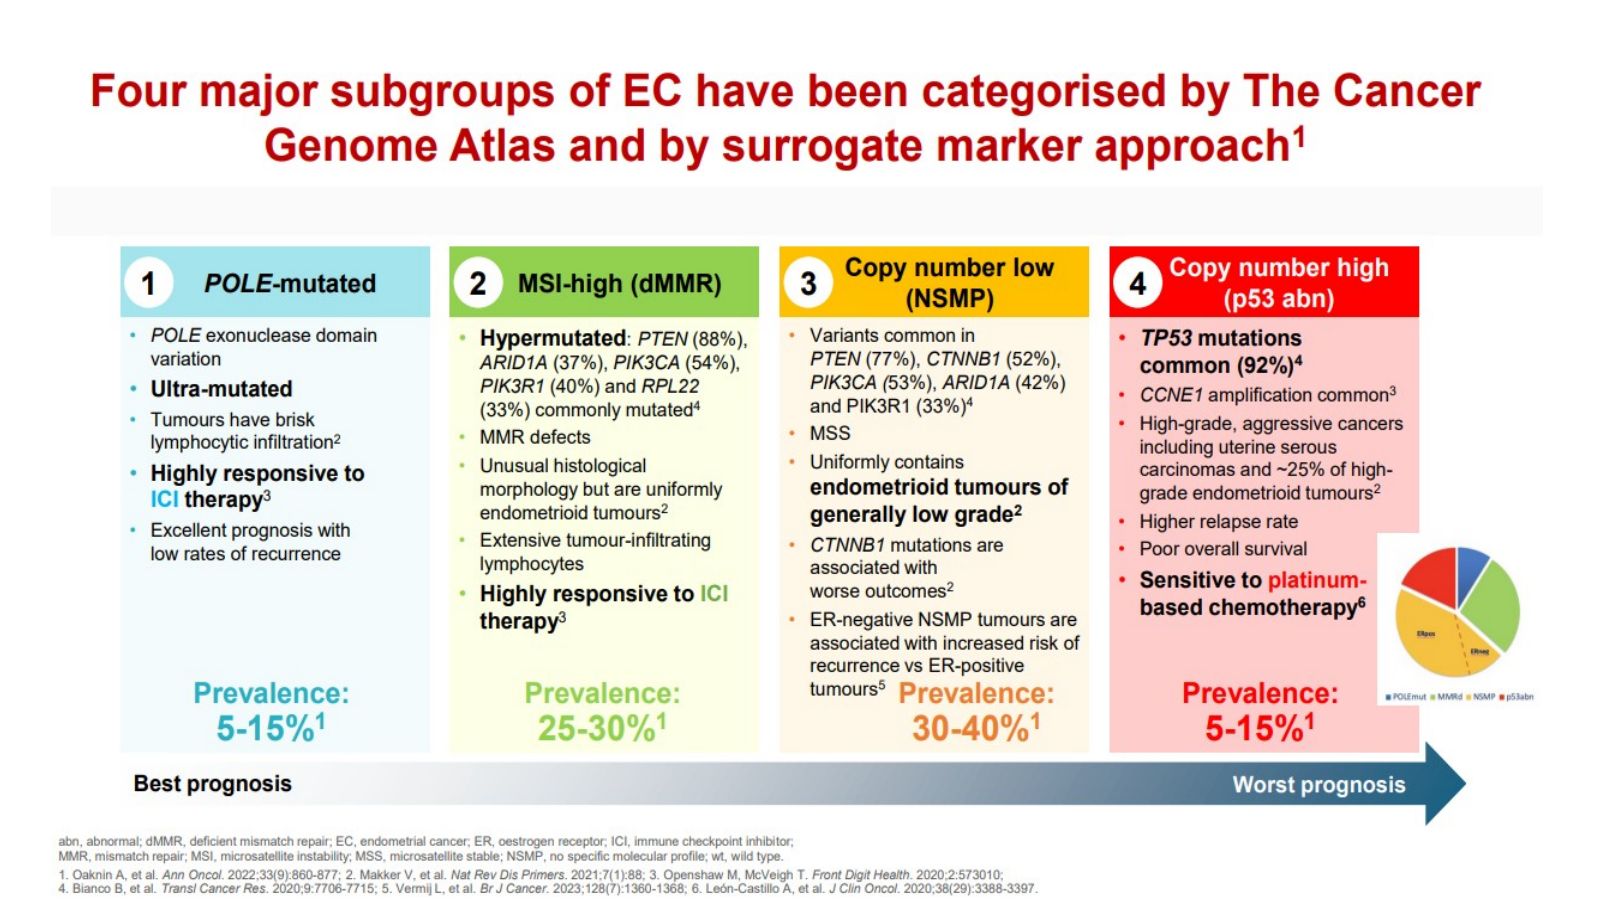 Four major subgroups of EC have been categorised by The Cancer
Genome Atlas and by surrogate marker approach1
1
POLE-mutated
• POLE exonuclease domain
variation
• Ultra-mutated
• Tumours have brisk
lymphocytic infiltration2
• Highly responsive to
ICI therapy3
• Excellent prognosis with
low rates of recurrence
Prevalence:
5-15%1
2
MSI-high (dMMR)
• Hypermutated: PTEN (88%),
ARID1A (37%), PIK3CA (54%),
PIK3R1 (40%) and RPL22
(33%) commonly mutated4
• MMR defects
• Unusual histological
morphology but are uniformly
endometrioid tumours2
• Extensive tumour-infiltrating
lymphocytes
• Highly responsive to ICI
therapy3
Prevalence:
25-30%1
3
Copy number low
(NSMP)
• Variants common in
PTEN (77%), CTNNB1 (52%),
PIK3CA (53%), ARID1A (42%)
and PIK3R1 (33%)4
• MSS
• Uniformly contains
endometrioid tumours of
generally low grade2
• CTNNB1 mutations are
associated with
worse outcomes2
• ER-negative NSMP tumours are
associated with increased risk of
recurrence vs ER-positive
tumours5
Prevalence:
30-40%1
4
Copy number high
(p53 abn)
• TP53 mutations
common (92%)4
• CCNE1 amplification common3
• High-grade, aggressive cancers
including uterine serous
carcinomas and ~25% of high-
grade endometrioid tumours2
• Higher relapse rate
• Poor overall survival
• Sensitive to platinum-
based chemotherapy6
Prevalence:
5-15%1
ERpos
ERneg
POLEmut MMRd NSMP p53abn
Best prognosis
Worst prognosis
abn, abnormal; dMMR, deficient mismatch repair; EC, endometrial cancer; ER, oestrogen receptor; ICI, immune checkpoint inhibitor;
MMR, mismatch repair; MSI, microsatellite instability; MSS, microsatellite stable; NSMP, no specific molecular profile; wt, wild type.
1. Oaknin A, et al. Ann Oncol. 2022;33(9):860-877; 2. Makker V, et al. Nat Rev Dis Primers. 2021;7(1):88; 3. Openshaw M, McVeigh T. Front Digit Health. 2020;2:573010;
4. Bianco B, et al. Transl Cancer Res. 2020;9:7706-7715; 5. Vermij L, et al. Br J Cancer. 2023;128(7):1360-1368; 6. León-Castillo A, et al. J Clin Oncol. 2020;38(29):3388-3397.